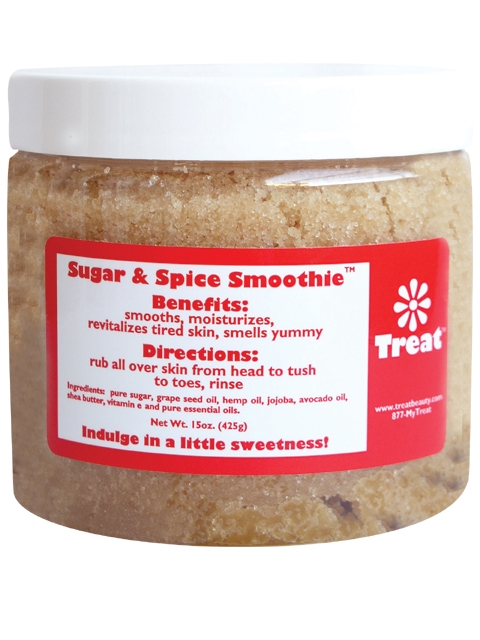 Sugar & Spice Smoothie™
Benefits:
smooths, moisturizes,
revitalizes tired skin, smells yummy
Directions:
rub all over skin from head to tush
to toes, rinse
Ingredients: pure sugar, grape seed oil, hemp oil, jojoba, avocado oil,
shea butter, vitamin e and pure essential oils.
Net Wt. 15oz. (425g)
Indulge in a little sweetness!
Treat™
www.treatbeauty.com
877-MyTreat